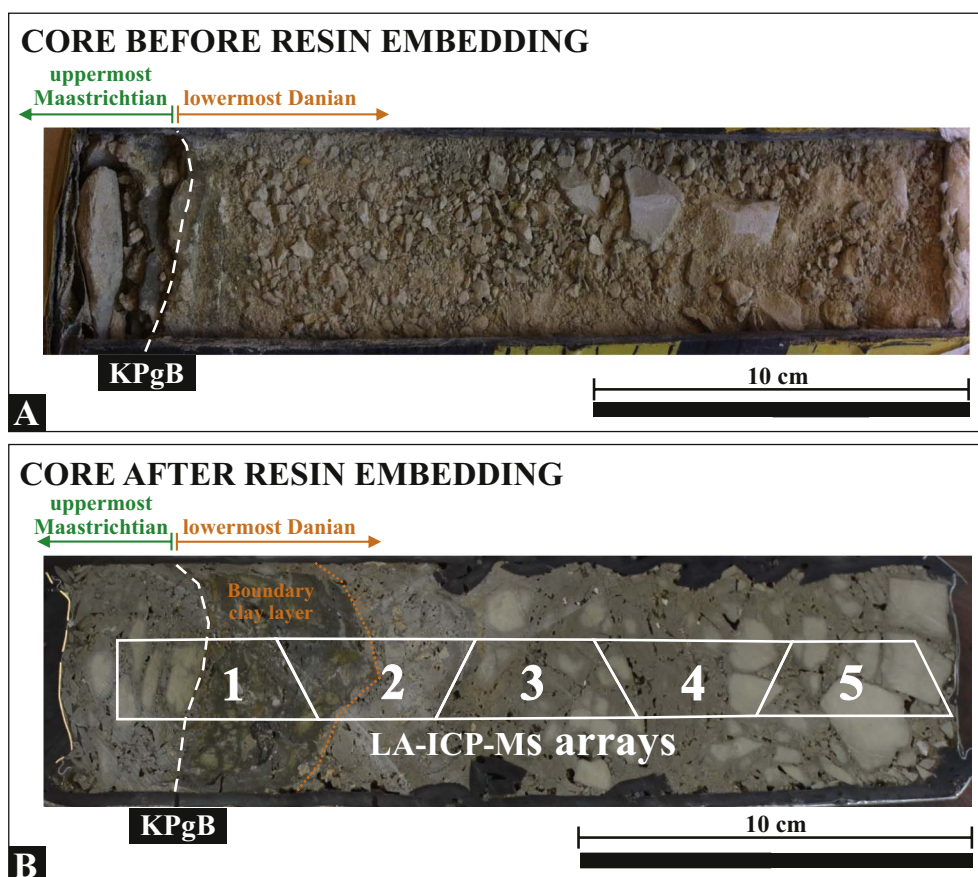 CORE BEFORE RESIN EMBEDDING
uppermost
Maastrichtian
lowermost Danian
KPgB
10 cm
A
CORE AFTER RESIN EMBEDDING
uppermost
Maastrichtian
lowermost Danian
Boundary
clay layer
1 2 3 4 5
LA-ICP-Ms arrays
KPgB
10 cm
B